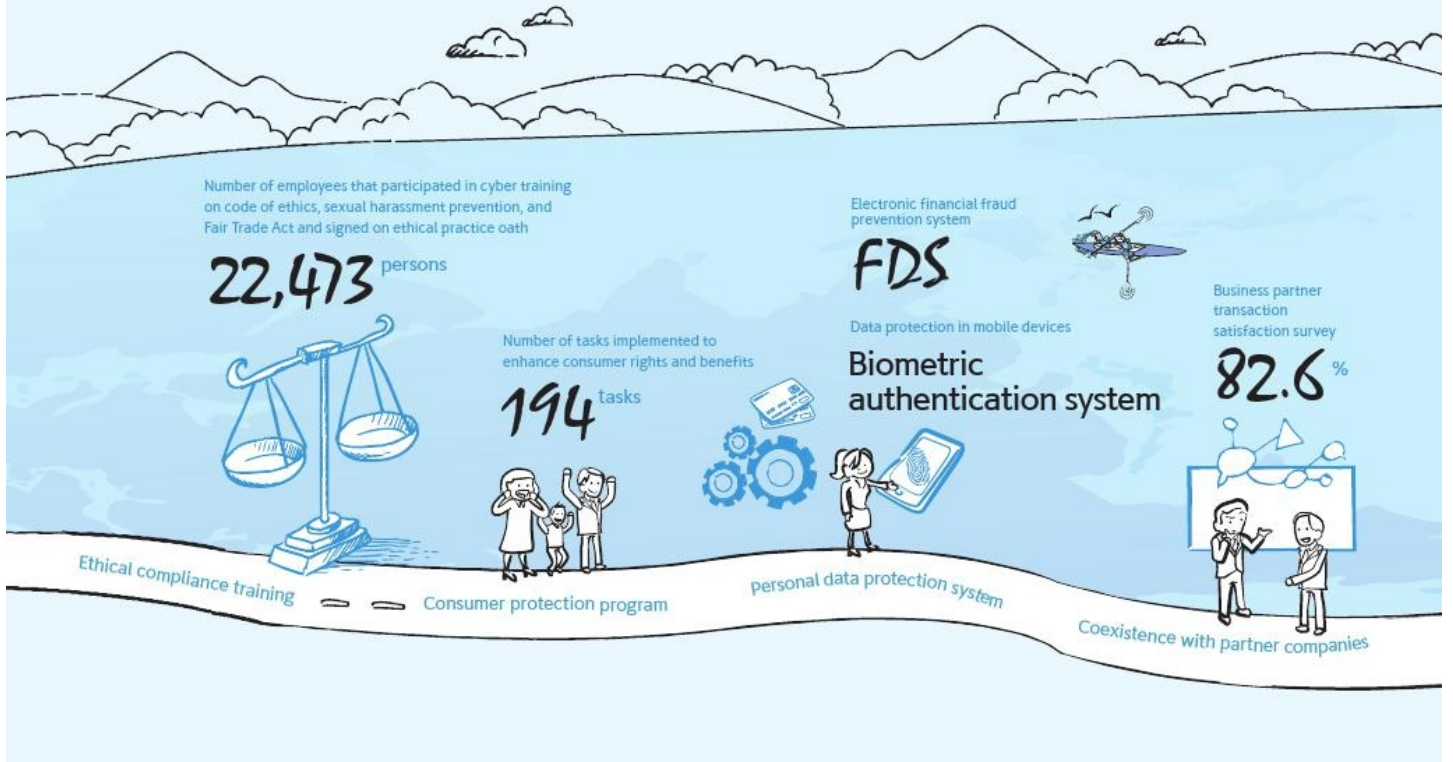 Number of employees that participated in cyber training
on code of ethics, sexual harassment prevention, and
Fair Trade Act and signed on ethical practice oath
22,473 persons
Number of tasks implemented to
enhance consumer rights and benefits
194 tasks
Electronic financial fraud
prevention system
FDS
Data protection in mobile devices
Biometric
authentication system
Business partner
transaction
satisfaction survey
82.6 %
Ethical compliance training
Consumer protection program
Personal data protection system
Coexistence with partner companies